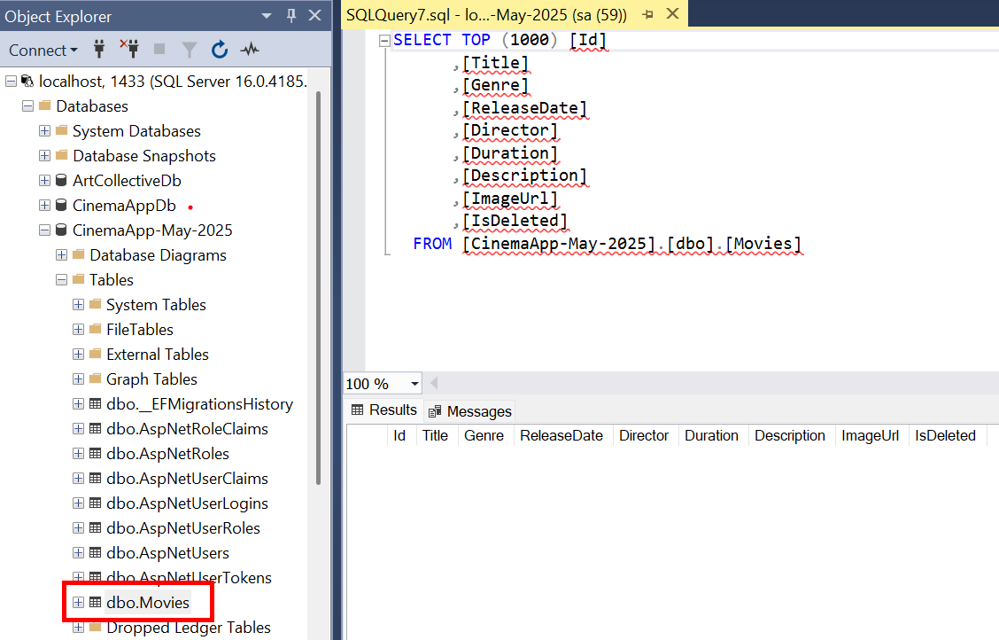 Object Explorer
Connect
localhost, 1433 (SQL Server 16.0.4185.
Databases
System Databases
Database Snapshots
ArtCollectiveDb
CinemaAppDb
CinemaApp-May-2025
Database Diagrams
Tables
System Tables
FileTables
External Tables
Graph Tables
dbo.__EFMigrationsHistory
dbo.AspNetRoleClaims
dbo.AspNetRoles
dbo.AspNetUserClaims
dbo.AspNetUserLogins
dbo.AspNetUserRoles
dbo.AspNetUsers
dbo.AspNetUserTokens
dbo.Movies
Dropped Ledger Tables
SQLQuery7.sql - lo...-May-2025 (sa (59))
SELECT TOP (1000) [Id]
,[Title]
,[Genre]
,[ReleaseDate]
,[Director]
,[Duration]
,[Description]
,[ImageUrl]
,[IsDeleted]
FROM [CinemaApp-May-2025].[dbo].[Movies]
100 %
Results Messages
Id Title Genre ReleaseDate Director Duration Description ImageUrl IsDeleted